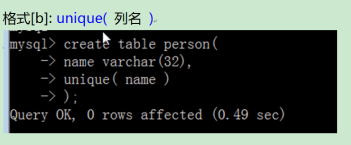 格式[b]: unique( 列名 )
mysql> create table person(
    -> name varchar(32),
    -> unique( name )
    -> );
Query OK, 0 rows affected (0.49 sec)